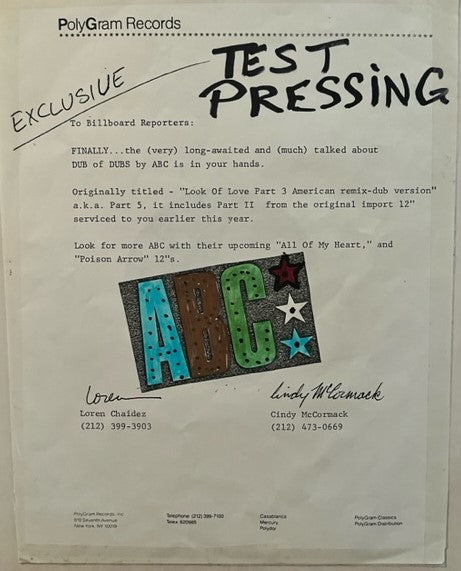 PolyGram Records
TEST
PRESSING
EXCLUSIVE
To Billboard Reporters:
FINALLY...the (very) long-awaited and (much) talked about
DUB of DUBS by ABC is in your hands.
Originally titled - "Look Of Love Part 3 American remix-dub version"
a.k.a. Part 5, it includes Part II from the original import 12"
serviced to you earlier this year.
Look for more ABC with their upcoming "All Of My Heart," and
"Poison Arrow" 12"s.
ABC
Loren
Cindy McCormack
Loren Chaidez
Cindy McCormack
(212) 399-3903
(212) 473-0669
PolyGram Records, Inc.
810 Seventh Avenue
New York, NY 10019
Telephone: (212) 399-7100
Telex: 620985
Casablanca
Mercury
Polydor
PolyGram Classics
PolyGram Distribution